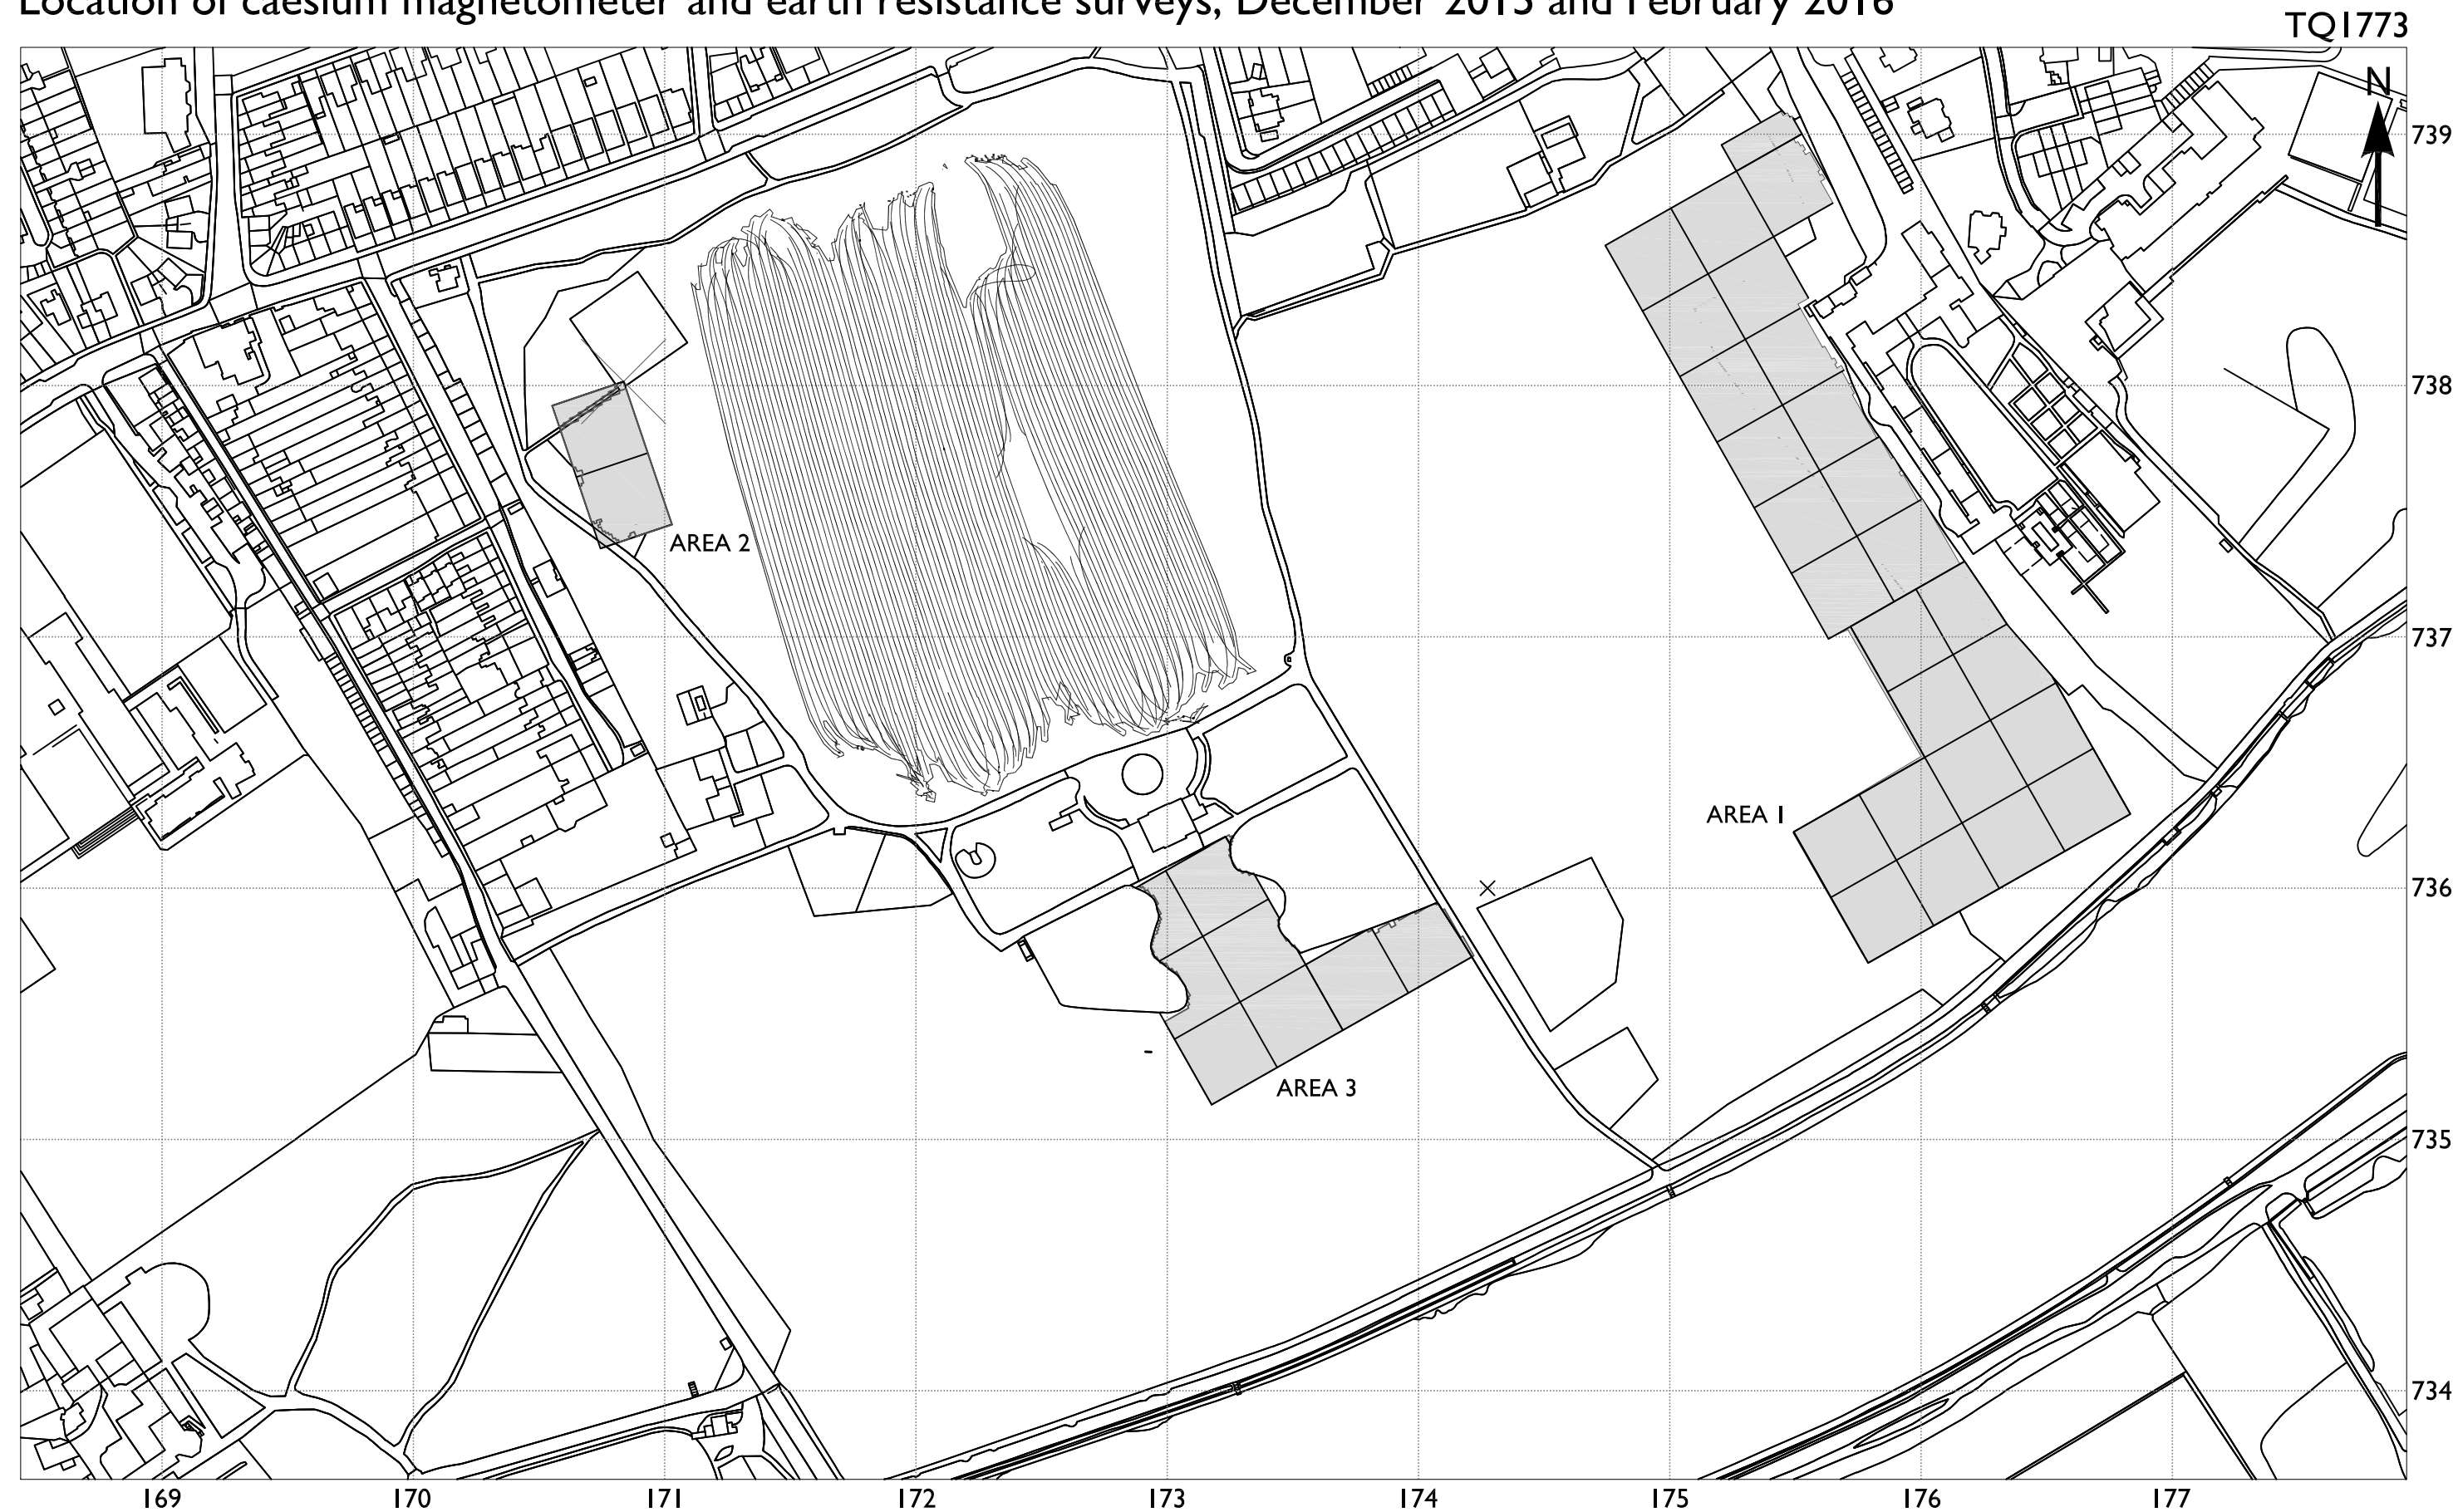 Location of caesium magnetometer and earth resistance surveys, December 2015 and February 2016
TQ1773
N
739
738
AREA 2
737
AREA 1
736
AREA 3
735
734
169 170 171 172 173 174 175 176 177